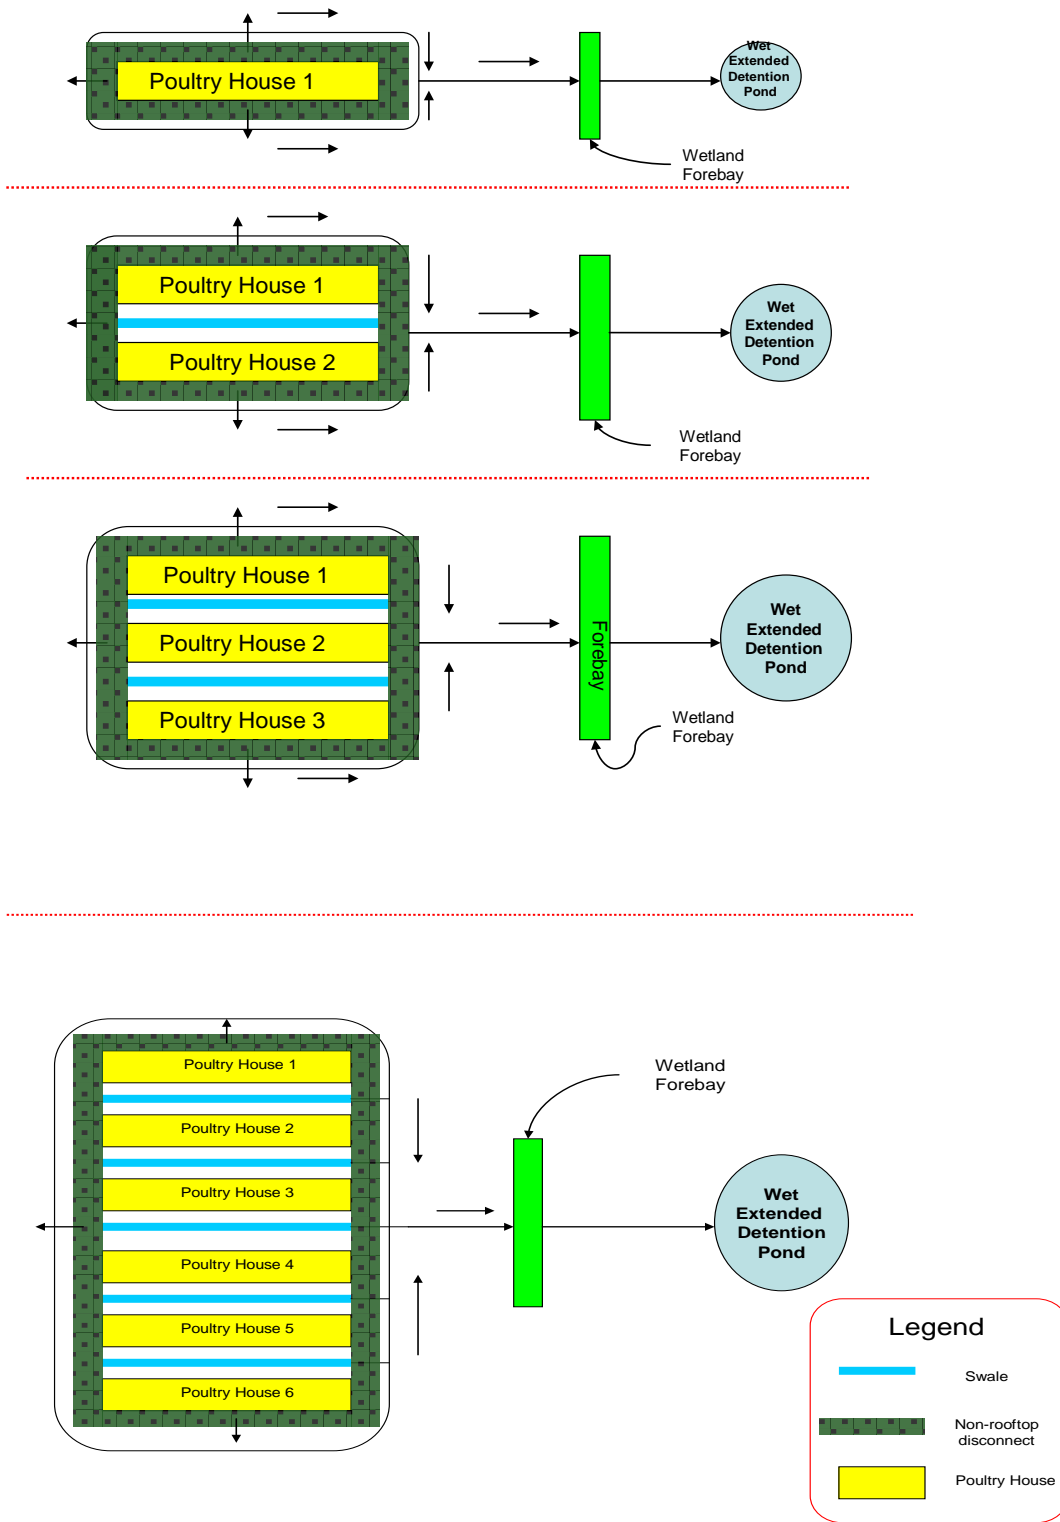 Poultry House 1
Wet
Extended
Detention
Pond
Wetland
Forebay
Poultry House 1
Poultry House 2
Wet
Extended
Detention
Pond
Wetland
Forebay
Poultry House 1
Poultry House 2
Poultry House 3
Forebay
Wet
Extended
Detention
Pond
Wetland
Forebay
Poultry House 1
Poultry House 2
Poultry House 3
Poultry House 4
Poultry House 5
Poultry House 6
Wetland
Forebay
Wet
Extended
Detention
Pond
Legend
Swale
Non-rooftop
disconnect
Poultry House